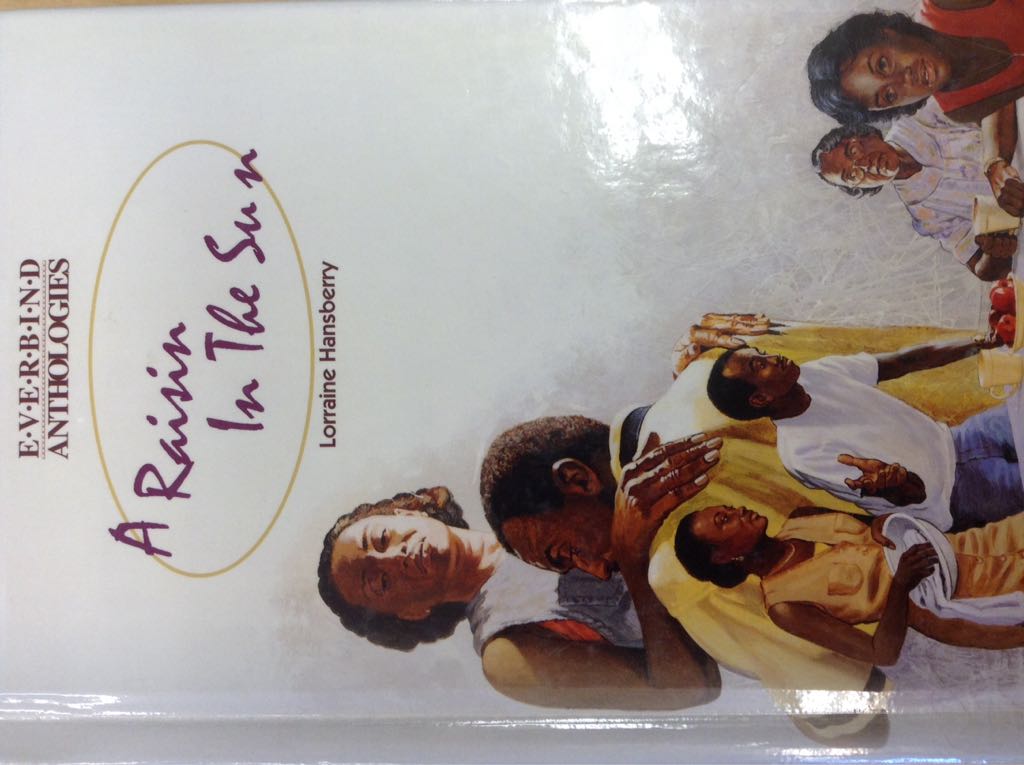 E·V·E·R·B·I·N·D
ANTHOLOGIES
A Raisin
In The Sun
Lorraine Hansberry